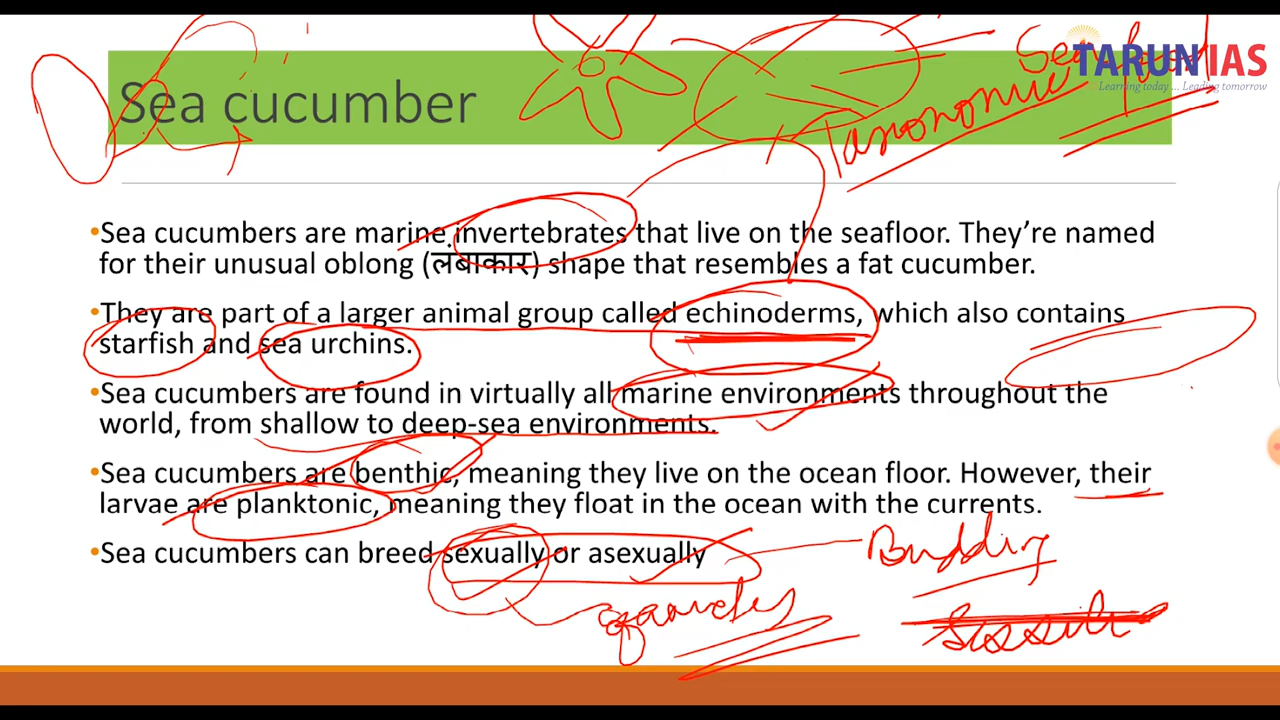 Sea food
TARUN IAS
Learning today ... Leading tomorrow
Taxonomic
Sea cucumber
•Sea cucumbers are marine invertebrates that live on the seafloor. They’re named
for their unusual oblong (लंबाकार) shape that resembles a fat cucumber.
•They are part of a larger animal group called echinoderms, which also contains
starfish and sea urchins.
•Sea cucumbers are found in virtually all marine environments throughout the
world, from shallow to deep-sea environments.
•Sea cucumbers are benthic, meaning they live on the ocean floor. However, their
larvae are planktonic, meaning they float in the ocean with the currents.
•Sea cucumbers can breed sexually or asexually
Budding
gametes
Sessile